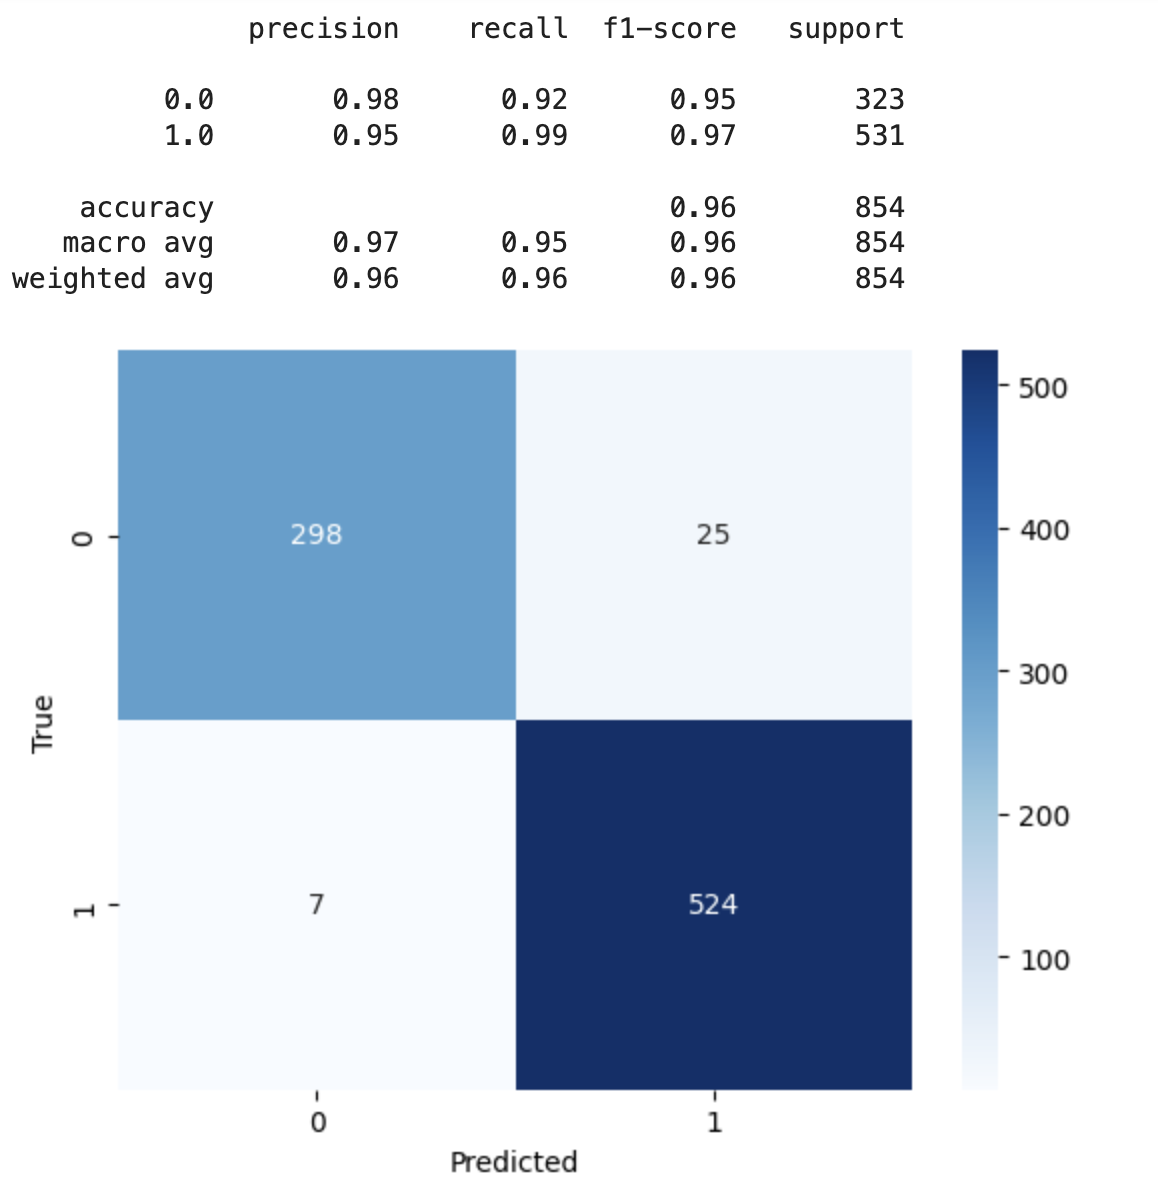 precision recall f1-score support
0.0 0.98 0.92 0.95 323
1.0 0.95 0.99 0.97 531
accuracy 0.96 854
macro avg 0.97 0.95 0.96 854
weighted avg 0.96 0.96 0.96 854
500
400
300
200
100
298 25
7 524
0
1
True
0 1
Predicted